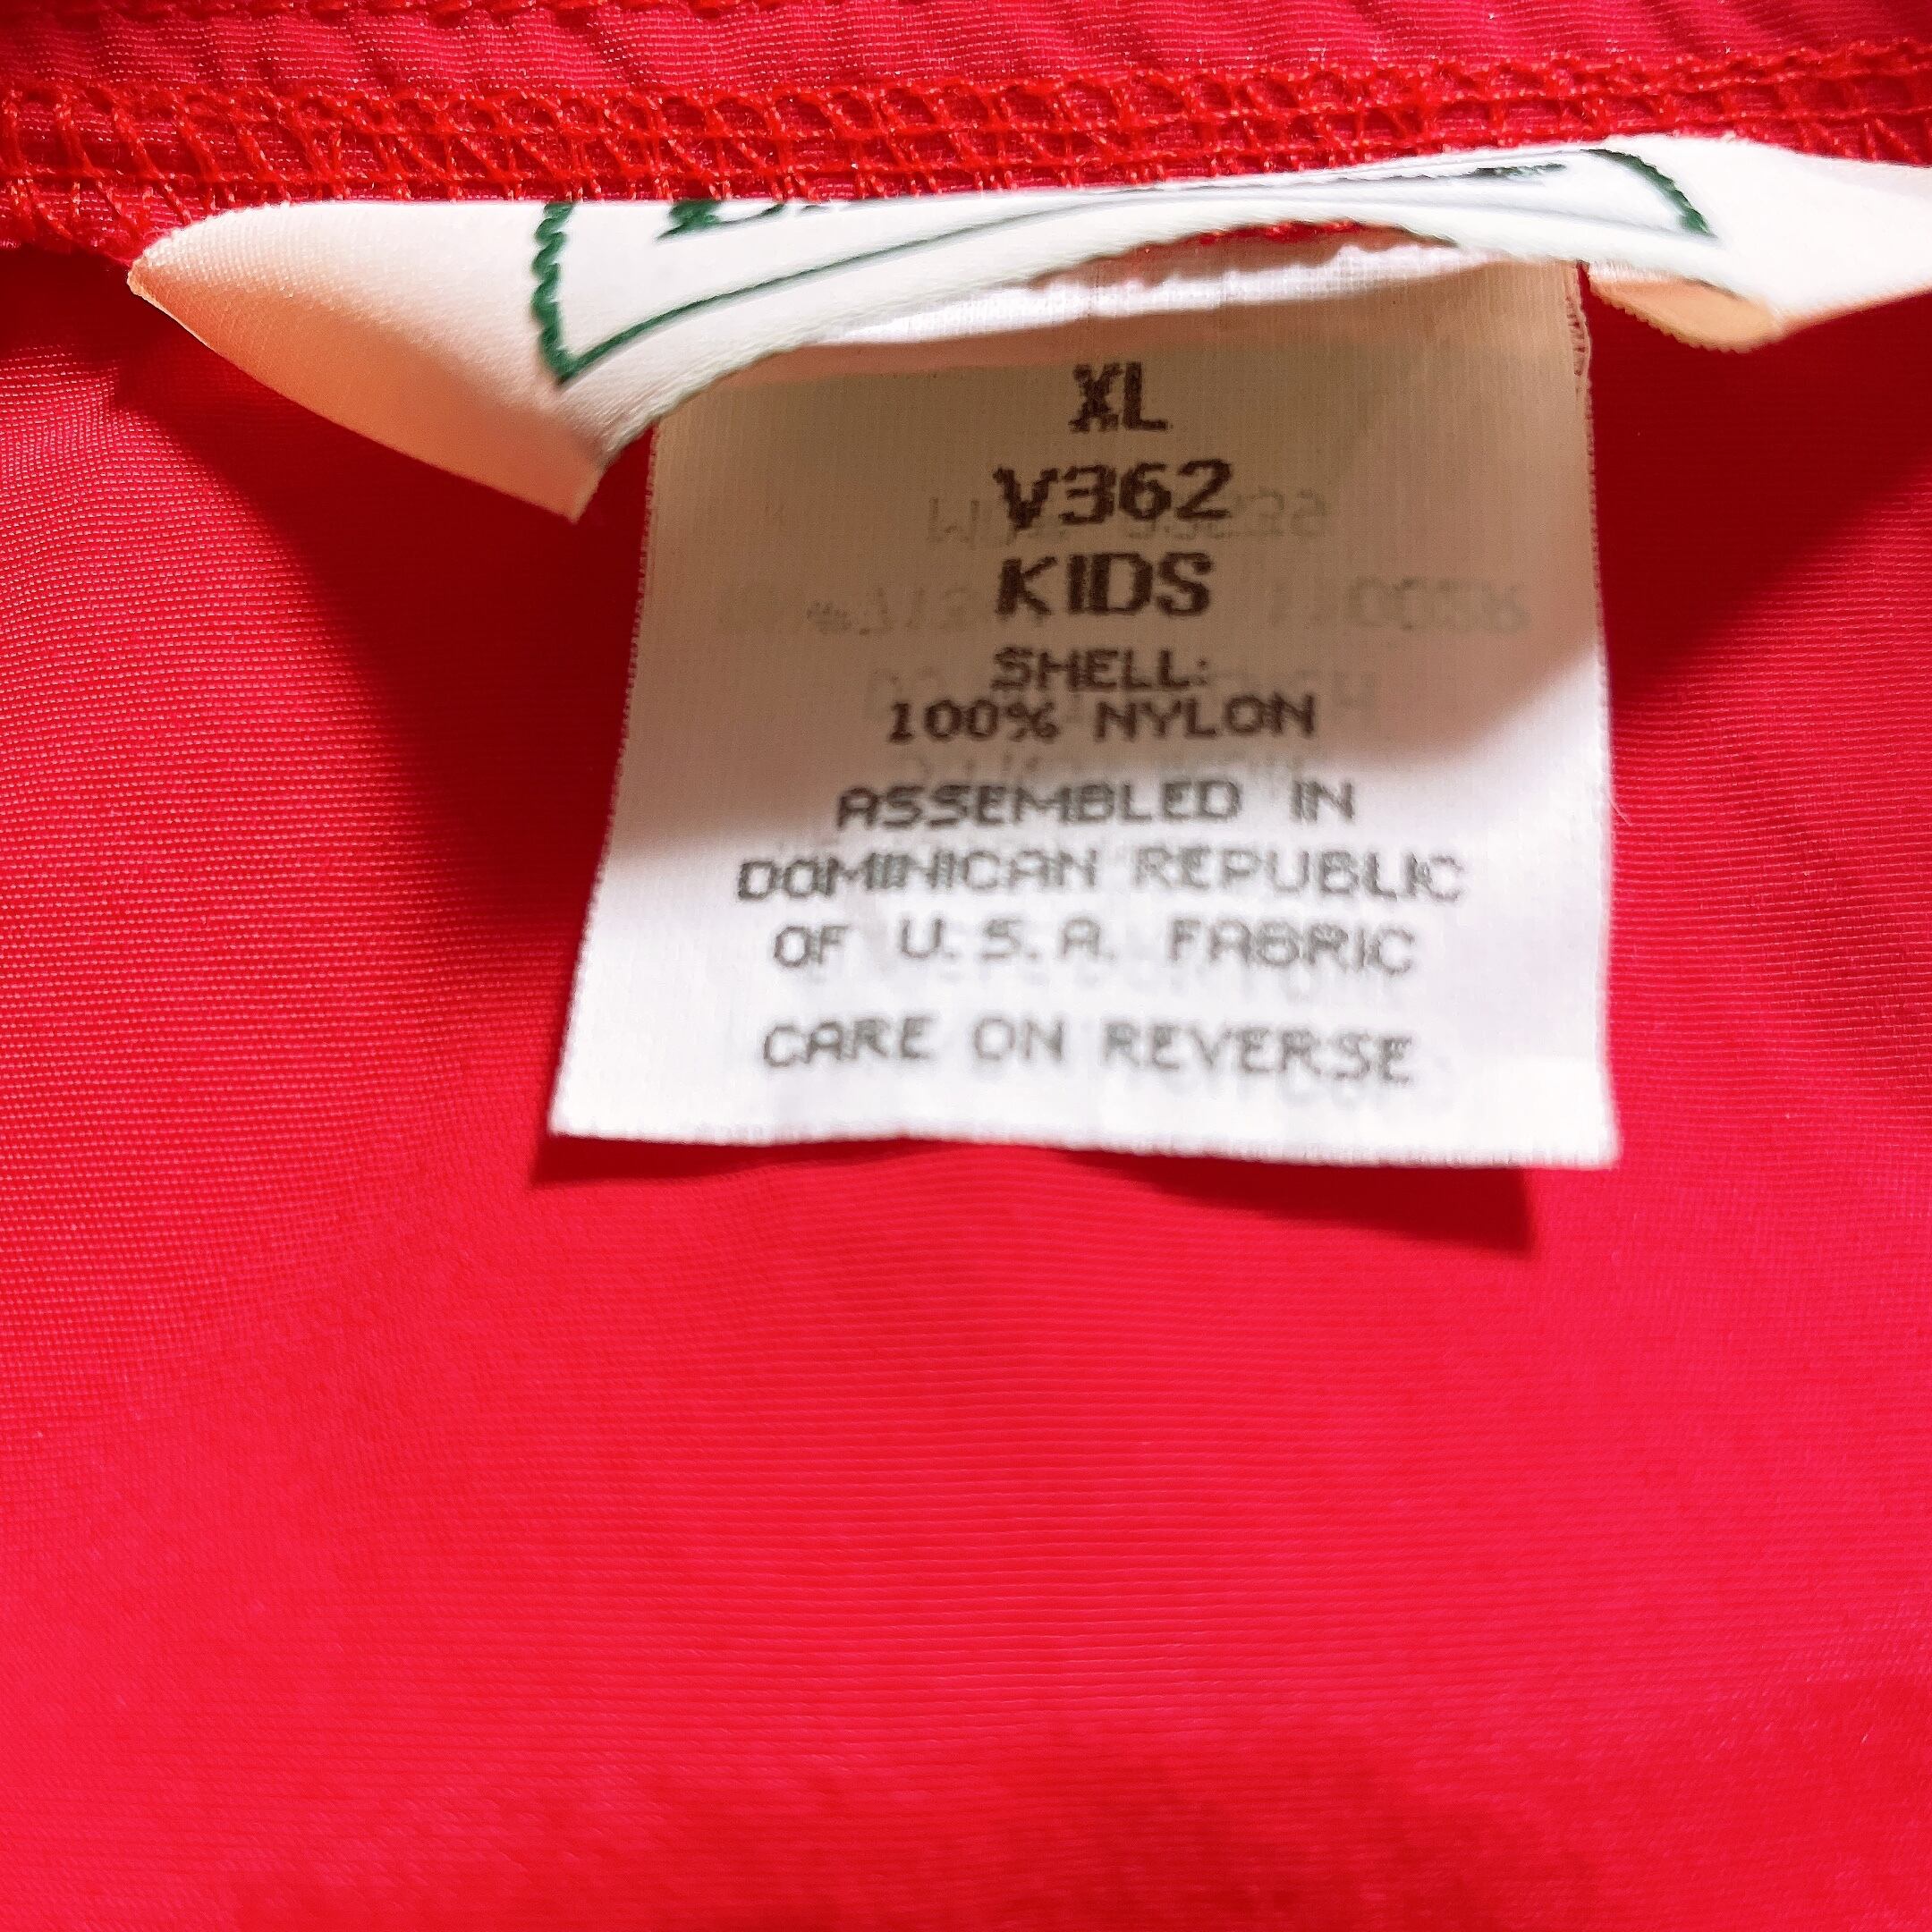 XL
V362
KIDS
SHELL:
100% NYLON
ASSEMBLED IN
DOMINICAN REPUBLIC
OF U.S.A. FABRIC
CARE ON REVERSE